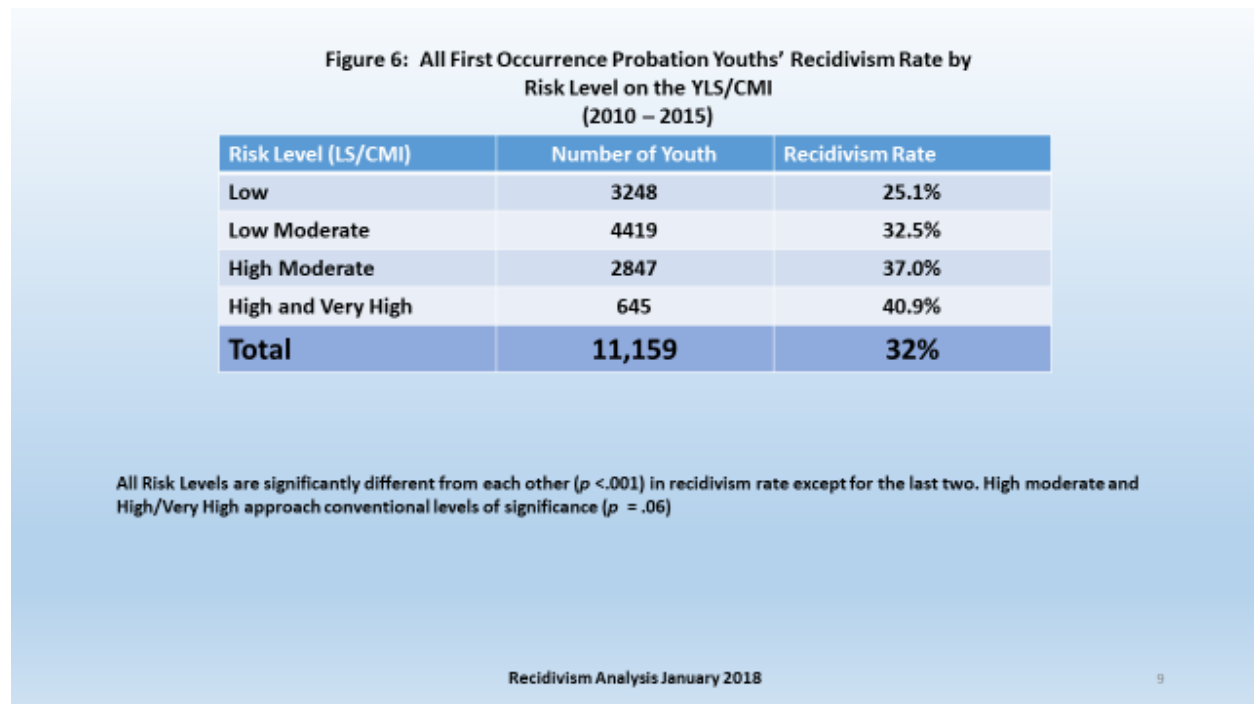 Figure 6:  All First Occurrence Probation Youths' Recidivism Rate by
Risk Level on the YLS/CMI
(2010 – 2015)
Risk Level (LS/CMI) Number of Youth Recidivism Rate
Low 3248 25.1%
Low Moderate 4419 32.5%
High Moderate 2847 37.0%
High and Very High 645 40.9%
Total 11,159 32%
All Risk Levels are significantly different from each other (p <.001) in recidivism rate except for the last two. High moderate and
High/Very High approach conventional levels of significance (p  = .06)
Recidivism Analysis January 2018 9